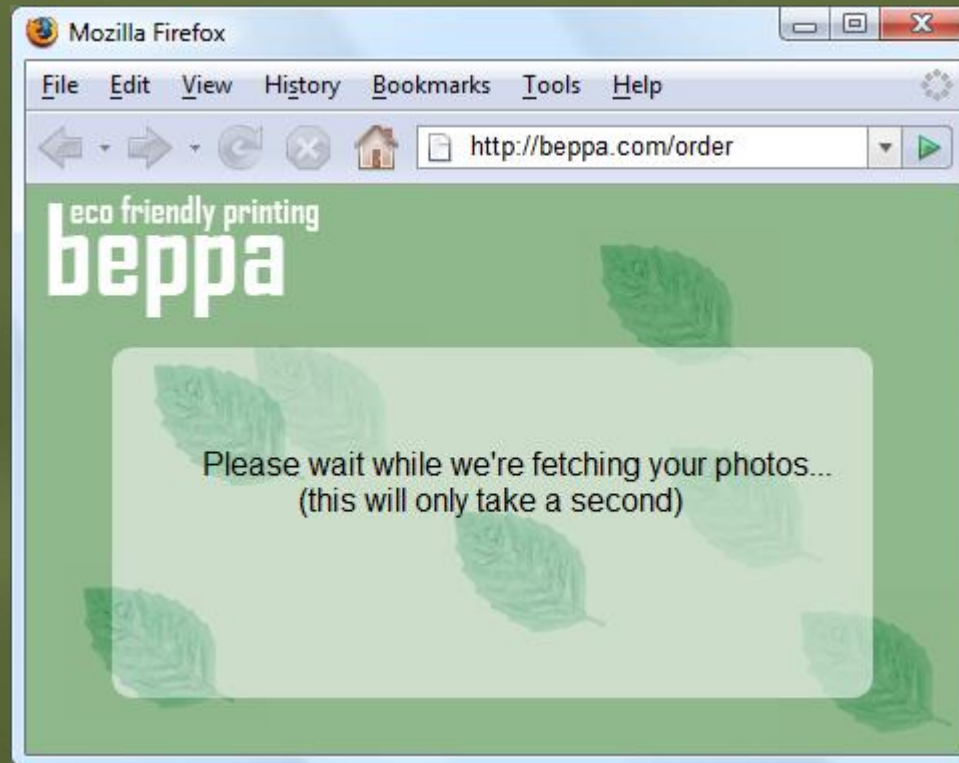 Mozilla Firefox
File Edit View History Bookmarks Tools Help
http://beppa.com/order
eco friendly printing
beppa
Please wait while we're fetching your photos...
(this will only take a second)